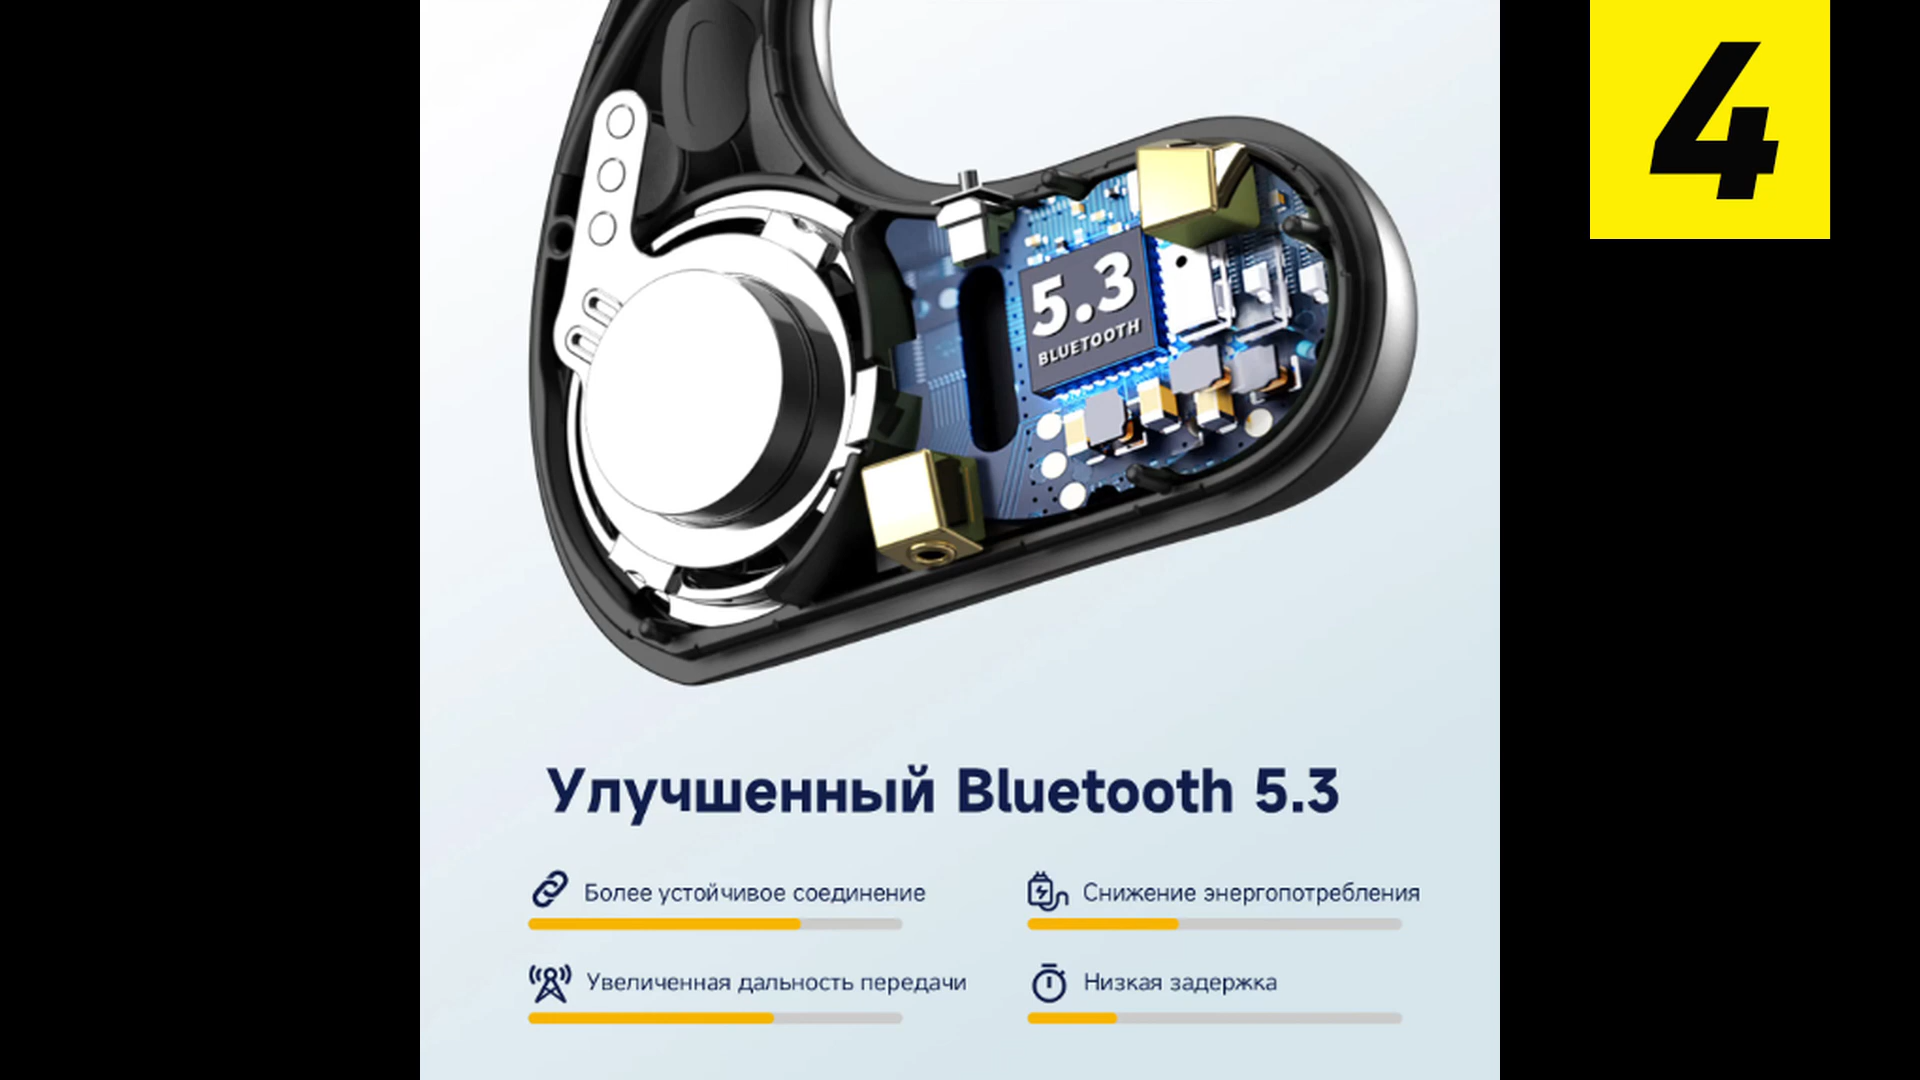 4
5.3
BLUETOOTH
Улучшенный Bluetooth 5.3
Более устойчивое соединение
Снижение энергопотребления
Увеличенная дальность передачи
Низкая задержка